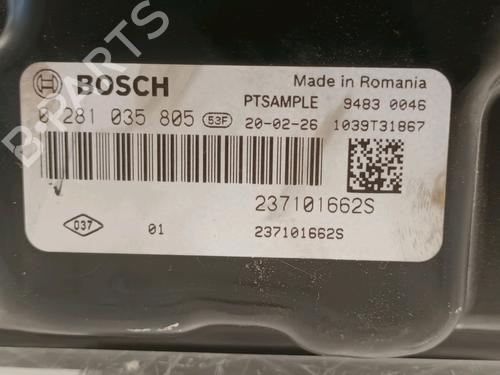 BOSCH
Made in Romania
PTSAMPLE 9483 0046
0 281 035 805 53F 20-02-26 1039T31867
237101662S
037 01 237101662S
B-PARTS